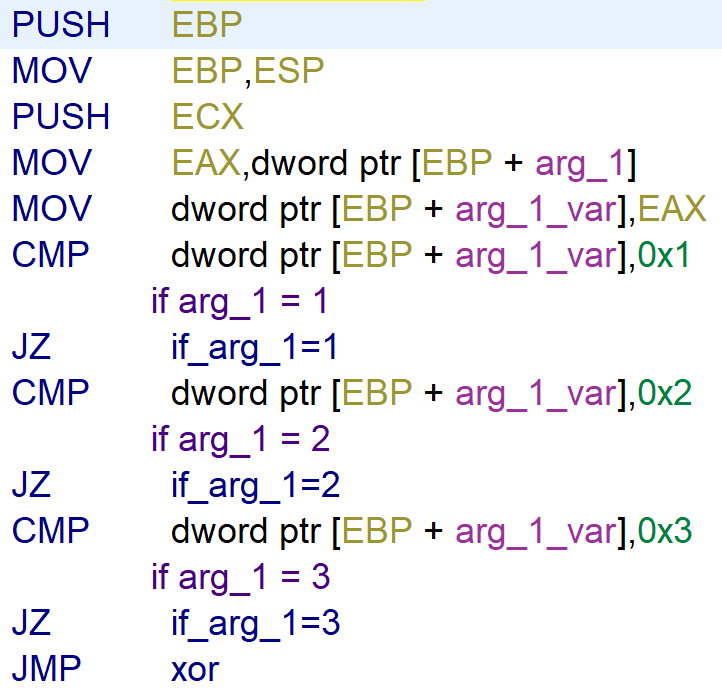 PUSH EBP
MOV EBP,ESP
PUSH ECX
MOV EAX,dword ptr [EBP + arg_1]
MOV dword ptr [EBP + arg_1_var],EAX
CMP dword ptr [EBP + arg_1_var],0x1
if arg_1 = 1
JZ if_arg_1=1
CMP dword ptr [EBP + arg_1_var],0x2
if arg_1 = 2
JZ if_arg_1=2
CMP dword ptr [EBP + arg_1_var],0x3
if arg_1 = 3
JZ if_arg_1=3
JMP xor